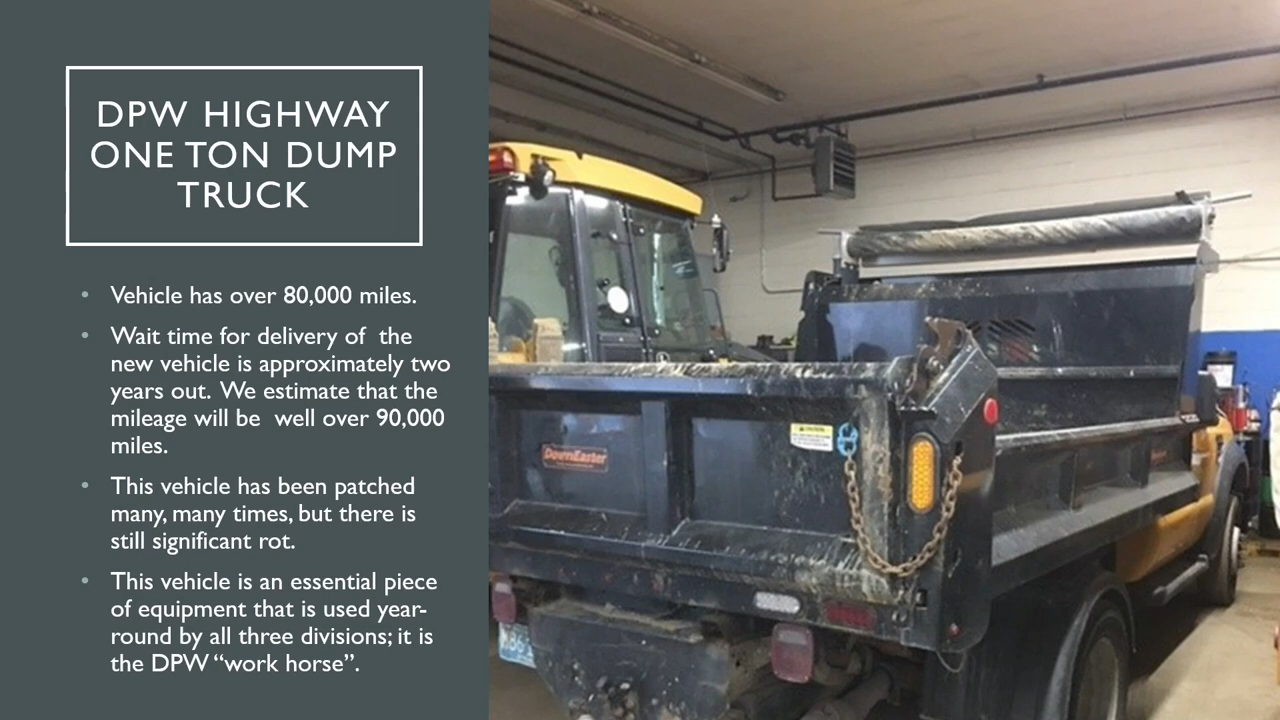 DPW HIGHWAY
ONE TON DUMP
TRUCK
• Vehicle has over 80,000 miles.
• Wait time for delivery of  the
new vehicle is approximately two
years out.  We estimate that the
mileage will be  well over 90,000
miles.
• This vehicle has been patched
many, many times, but there is
still significant rot.
• This vehicle is an essential piece
of equipment that is used year-
round by all three divisions; it is
the DPW “work horse”.
DownEaster